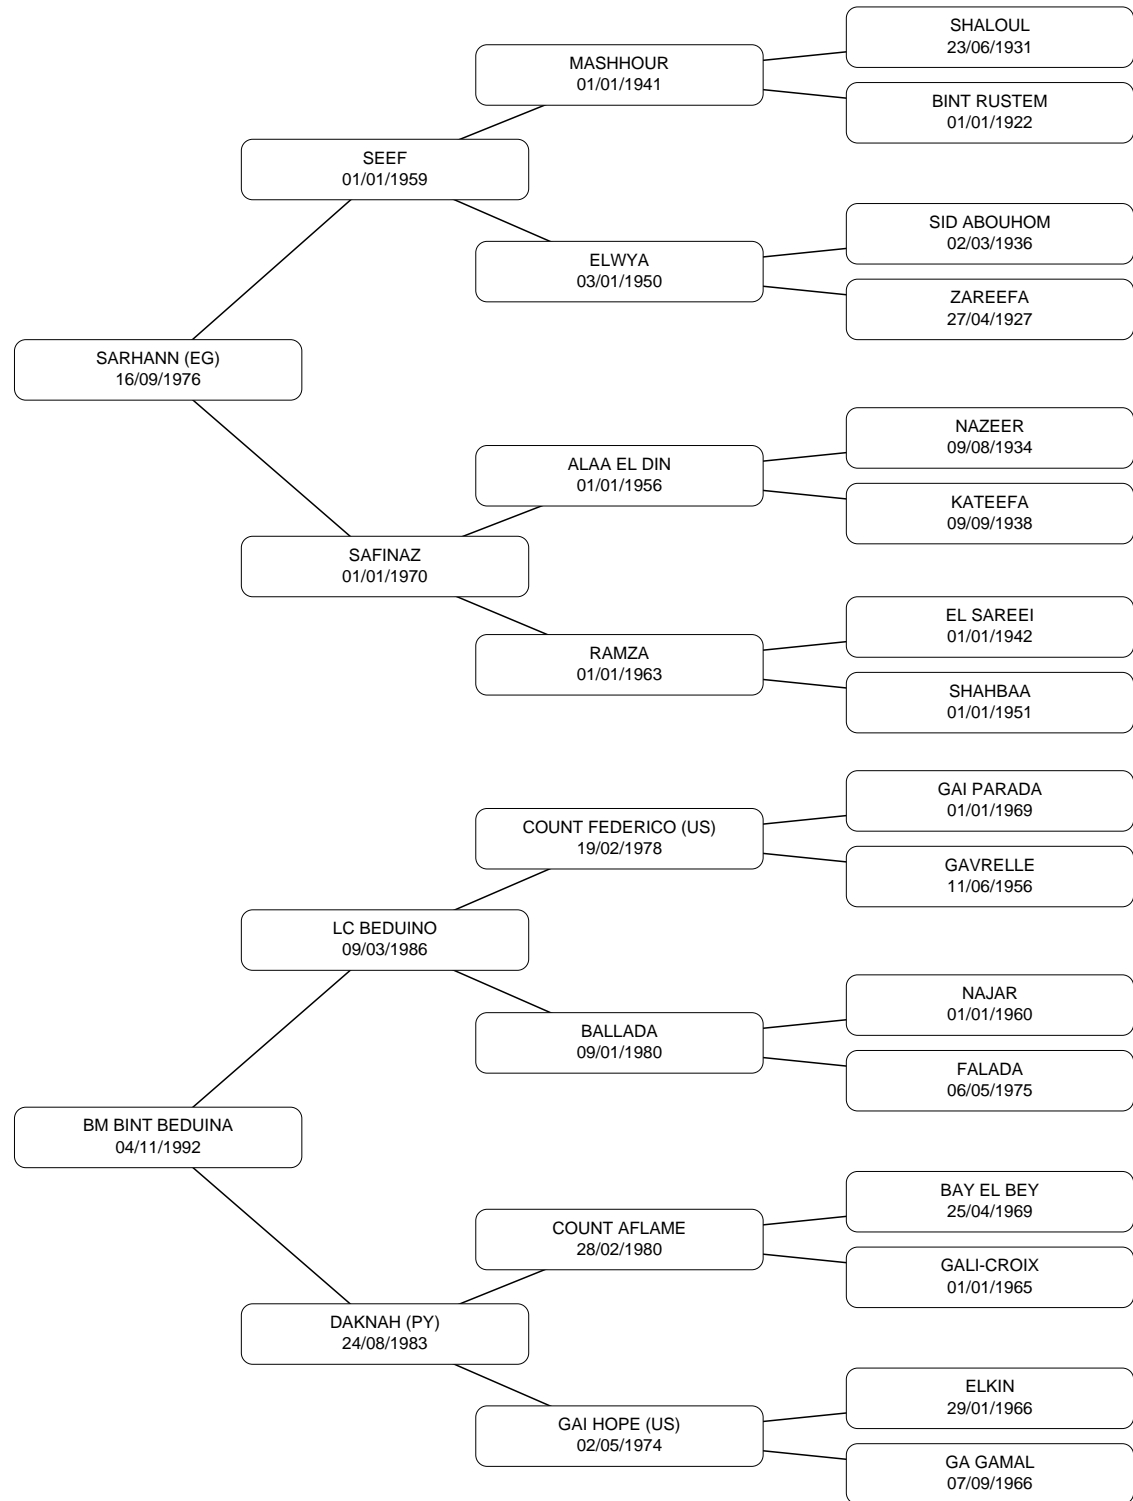 SHALOUL
23/06/1931
MASHHOUR
01/01/1941
BINT RUSTEM
01/01/1922
SEEF
01/01/1959
SID ABOUHOM
02/03/1936
ELWYA
03/01/1950
ZAREEFA
27/04/1927
SARHANN (EG)
16/09/1976
NAZEER
09/08/1934
ALAA EL DIN
01/01/1956
KATEEFA
09/09/1938
SAFINAZ
01/01/1970
EL SAREEI
01/01/1942
RAMZA
01/01/1963
SHAHBAA
01/01/1951
GAI PARADA
01/01/1969
COUNT FEDERICO (US)
19/02/1978
GAVRELLE
11/06/1956
LC BEDUINO
09/03/1986
NAJAR
01/01/1960
BALLADA
09/01/1980
FALADA
06/05/1975
BM BINT BEDUINA
04/11/1992
BAY EL BEY
25/04/1969
COUNT AFLAME
28/02/1980
GALI-CROIX
01/01/1965
DAKNAH (PY)
24/08/1983
ELKIN
29/01/1966
GAI HOPE (US)
02/05/1974
GA GAMAL
07/09/1966